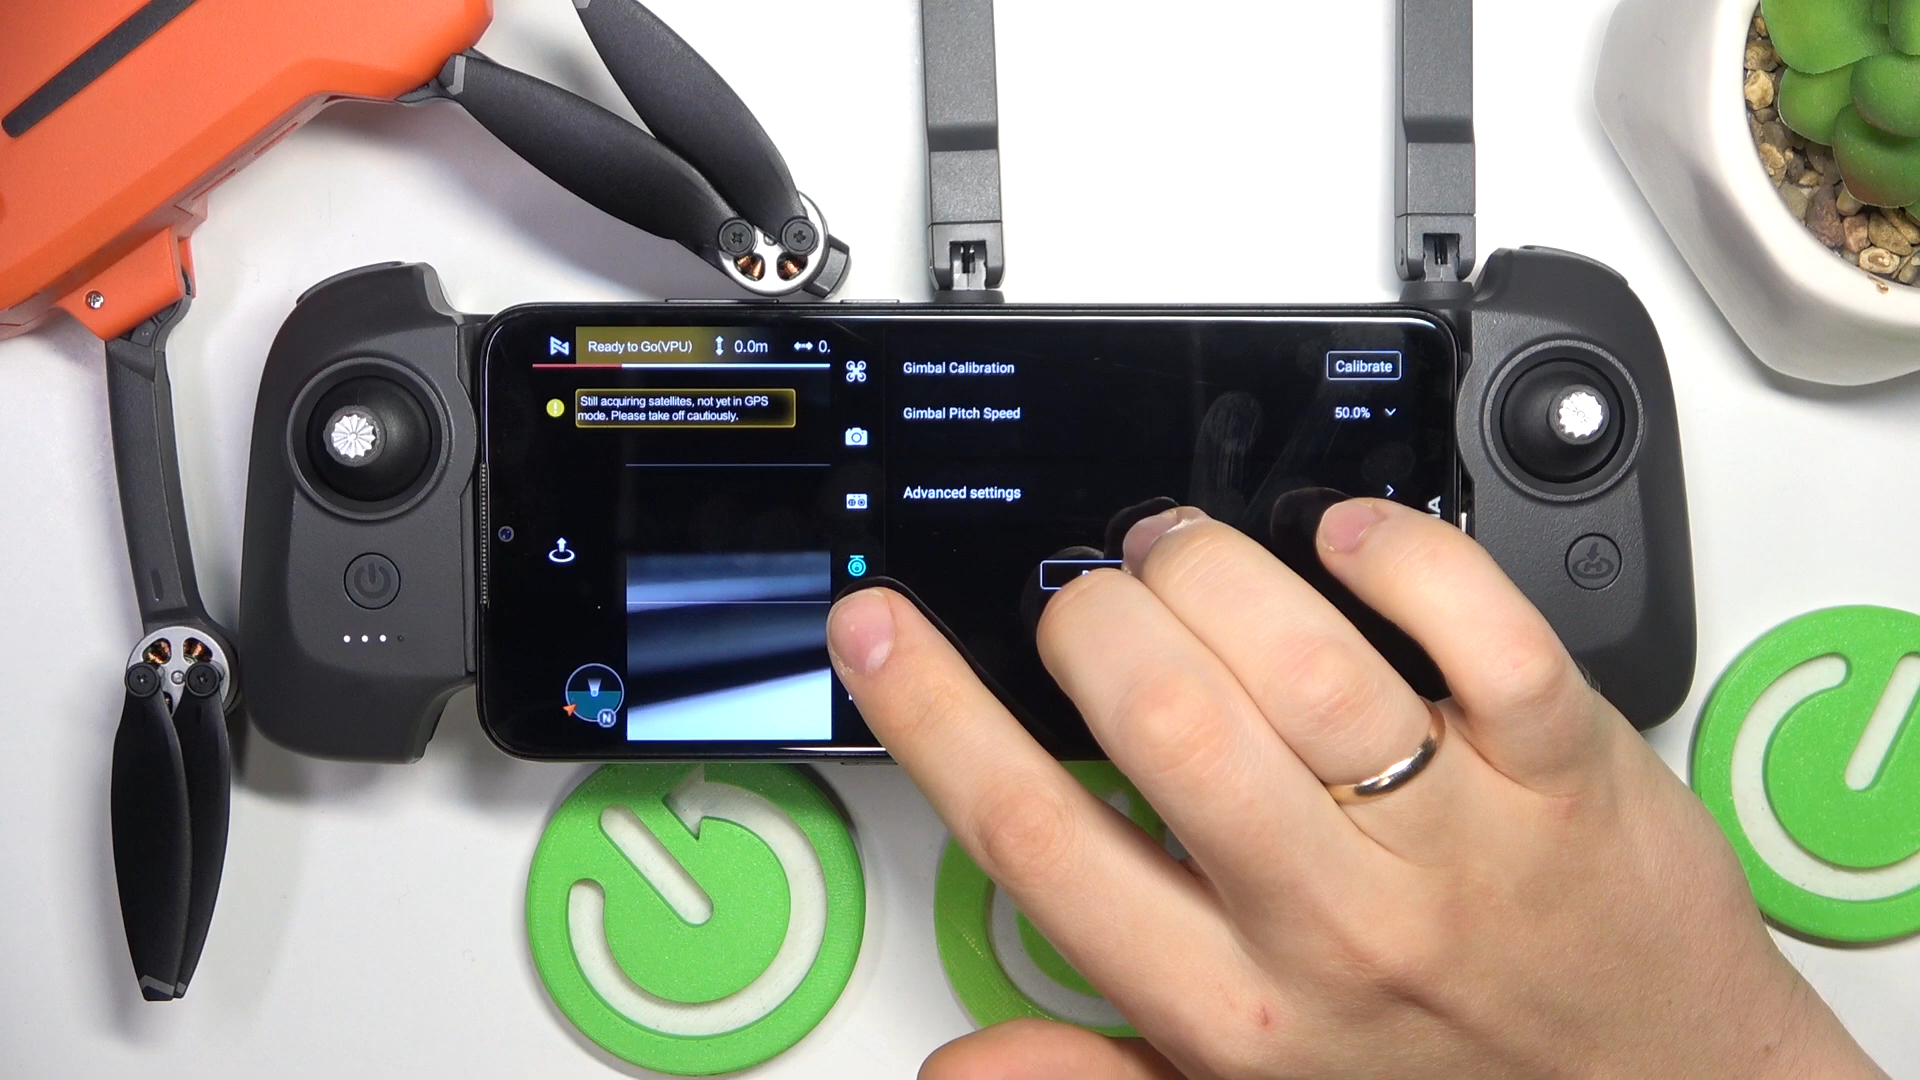 Ready to Go(VPU) 0.0m 0.
Still acquiring satellites, not yet in GPS
mode. Please take off cautiously.
N
Gimbal Calibration Calibrate
Gimbal Pitch Speed 50.0%
Advanced settings